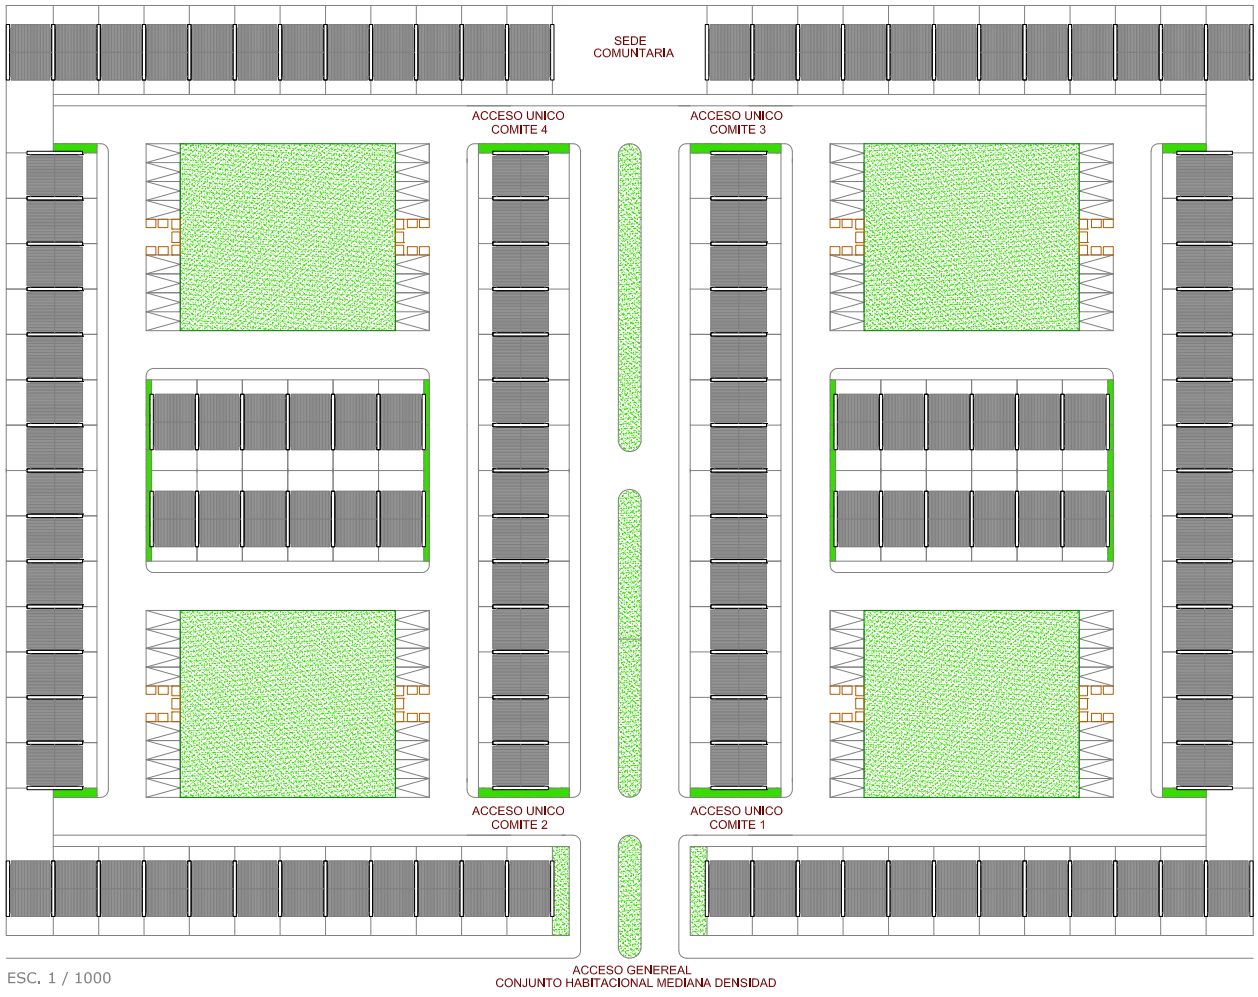 SEDE
COMUNTARIA
ACCESO UNICO
COMITE 4
ACCESO UNICO
COMITE 3
ACCESO UNICO
COMITE 2
ACCESO UNICO
COMITE 1
ACCESO GENEREAL
CONJUNTO HABITACIONAL MEDIANA DENSIDAD
ESC. 1 / 1000